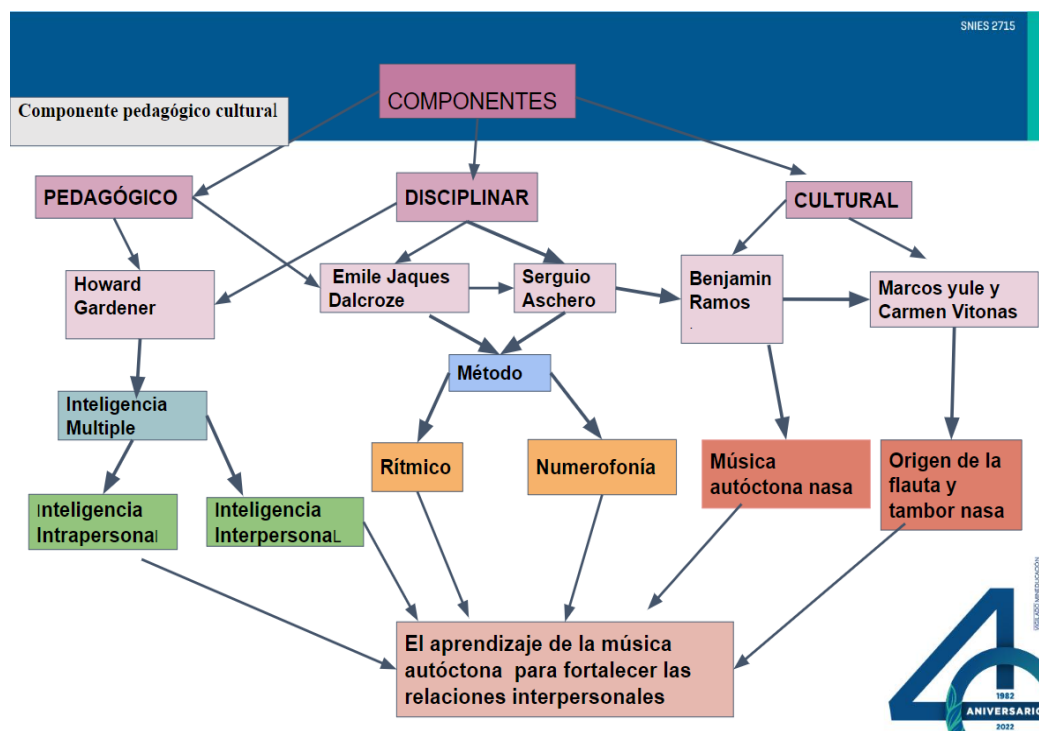 SNIES 2715
COMPONENTES
Componente pedagógico cultural
PEDAGÓGICO
DISCIPLINAR
CULTURAL
Howard
Gardener
Emile Jaques
Dalcroze
Serguio
Aschero
Benjamin
Ramos
.
Marcos yule y
Carmen Vitonas
Método
Inteligencia
Multiple
Rítmico
Numerofonía
Música
autóctona nasa
Origen de la
flauta y
tambor nasa
Inteligencia
Intrapersonal
Inteligencia
InterpersonaL
El aprendizaje de la música
autóctona para fortalecer las
relaciones interpersonales
40
1982
ANIVERSARIO
2022